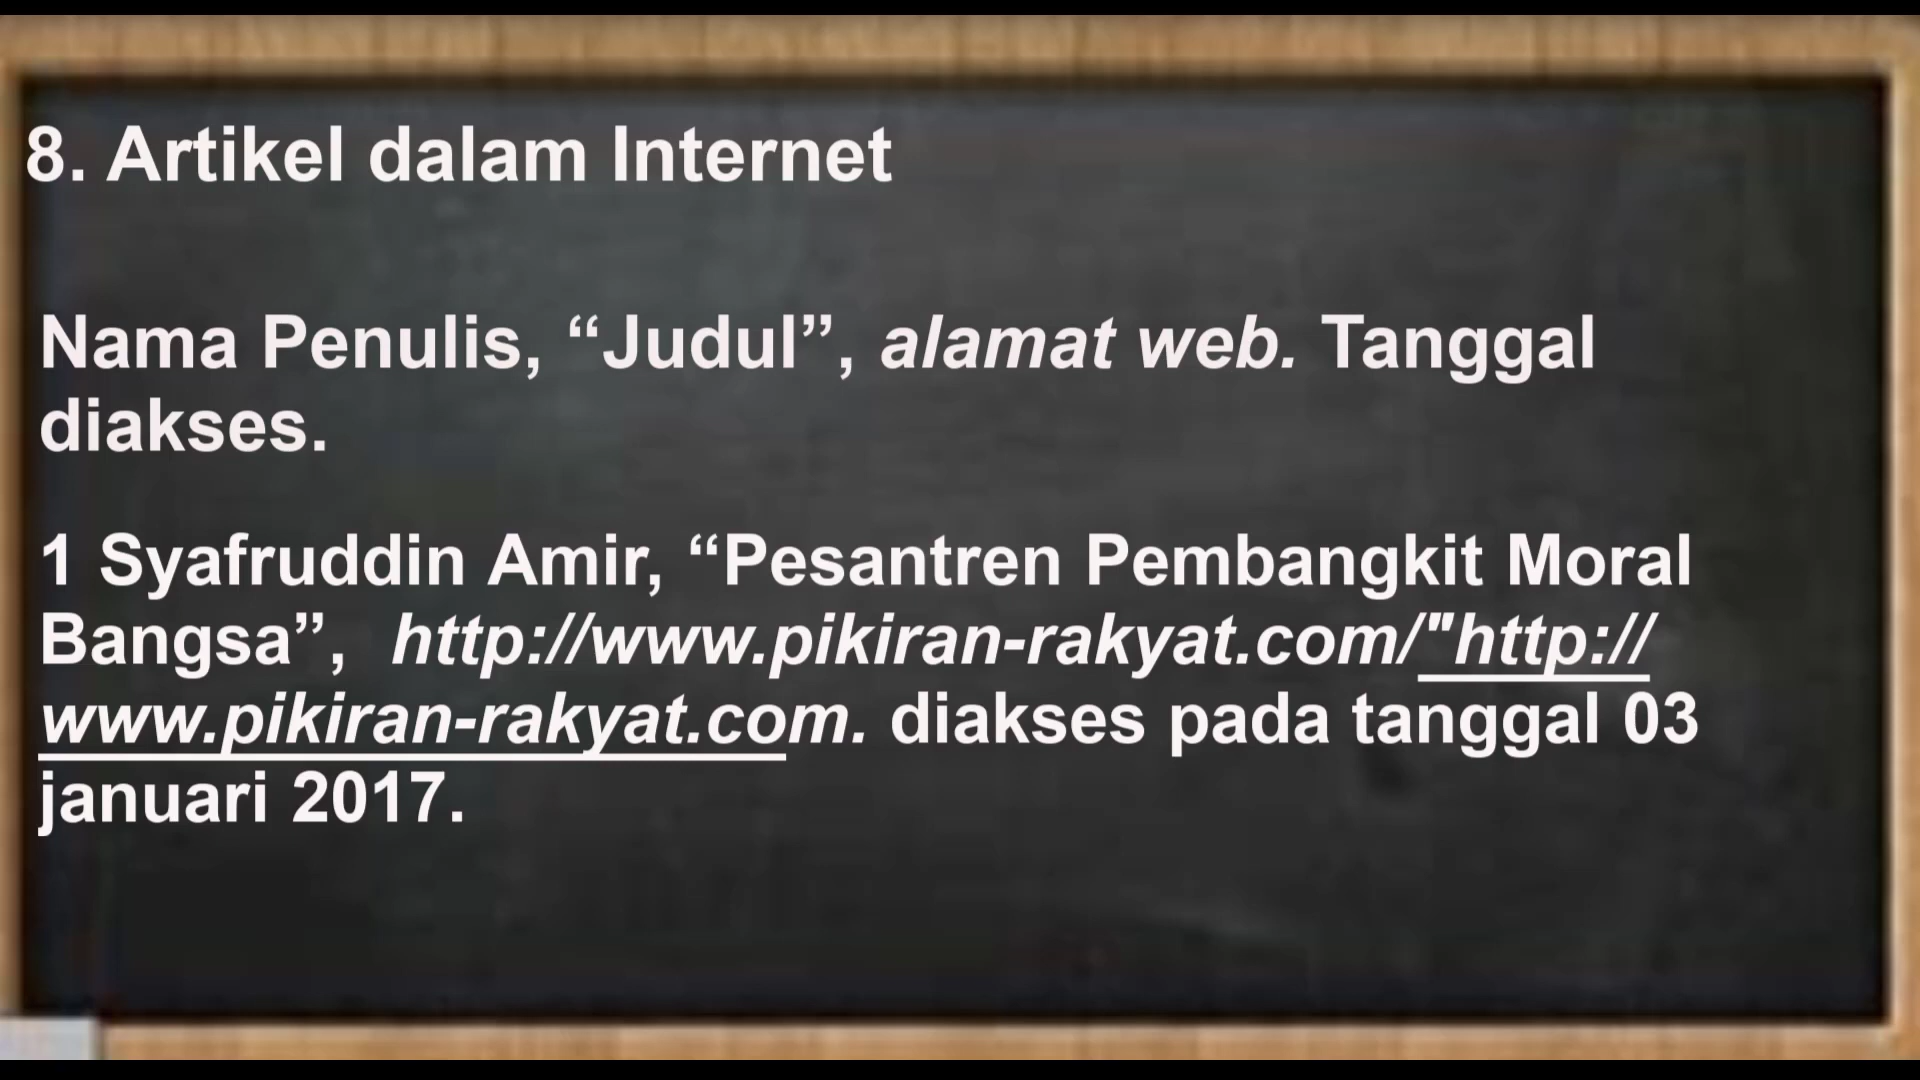 8. Artikel dalam Internet
Nama Penulis, “Judul”, alamat web. Tanggal
diakses.
1 Syafruddin Amir, “Pesantren Pembangkit Moral
Bangsa”, http://www.pikiran-rakyat.com/"http://
www.pikiran-rakyat.com. diakses pada tanggal 03
januari 2017.